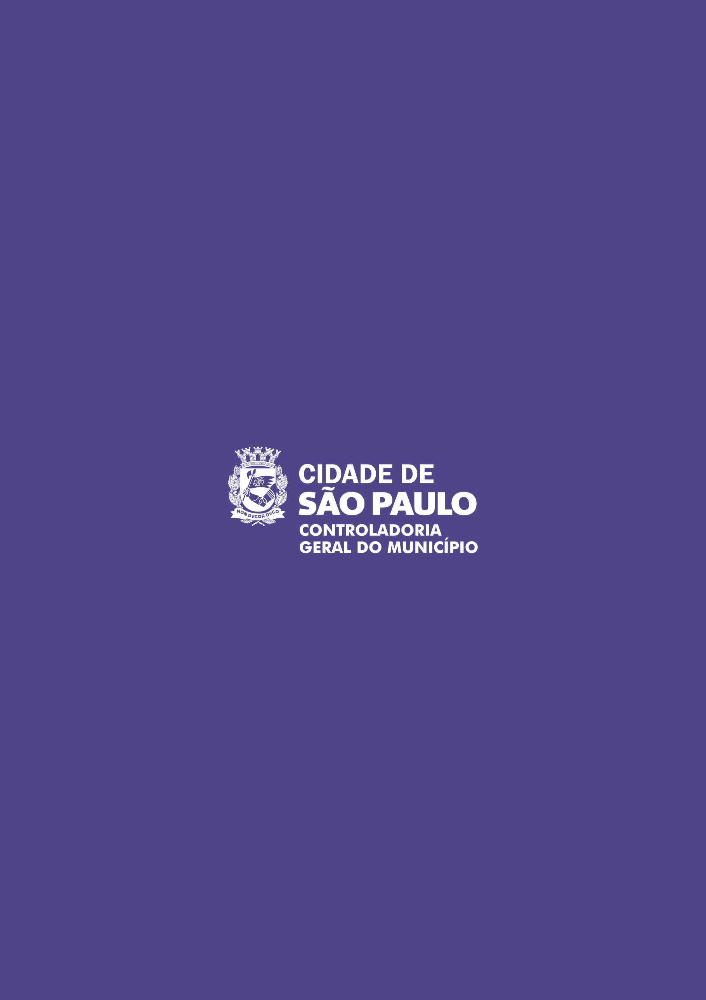 CIDADE DE
SÃO PAULO
CONTROLADORIA
GERAL DO MUNICÍPIO
NON DVCOR DVCO